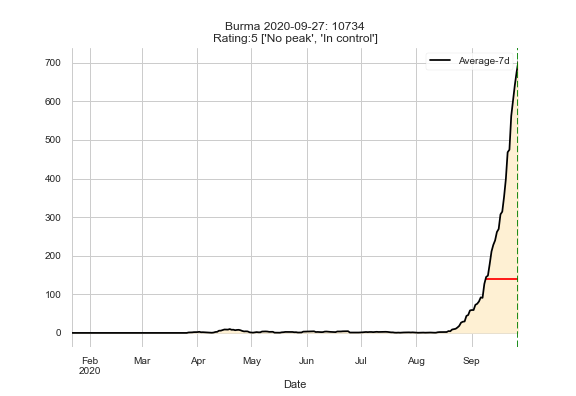 Burma 2020-09-27: 10734
Rating:5 ['No peak', 'In control']
Average-7d
700
600
500
400
300
200
100
0
Feb
2020
Mar
Apr
May
Jun
Jul
Aug
Sep
Date